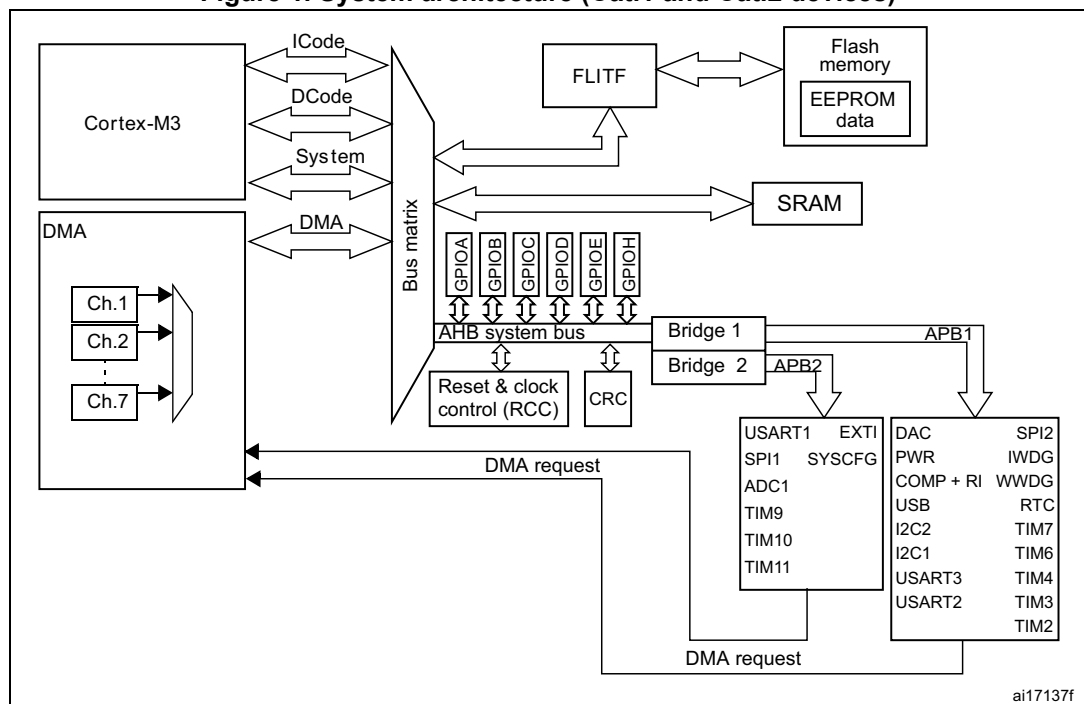 Figure 1. System architecture (Cat.1 and Cat.2 devices)
ICode
DCode
System
DMA
Cortex-M3
DMA
Ch.1
Ch.2
Ch.7
Bus matrix
FLITF
Flash
memory
EEPROM
data
SRAM
GPIOA
GPIOB
GPIOC
GPIOD
GPIOE
GPIOH
AHB system bus
Bridge 1
Bridge 2
APB1
APB2
Reset & clock
control (RCC)
CRC
DMA request
USART1 EXTI
SPI1 SYSCFG
ADC1
TIM9
TIM10
TIM11
DAC SPI2
PWR IWDG
COMP + RI WWDG
USB RTC
I2C2 TIM7
I2C1 TIM6
USART3 TIM4
USART2 TIM3
TIM2
DMA request
ai17137f